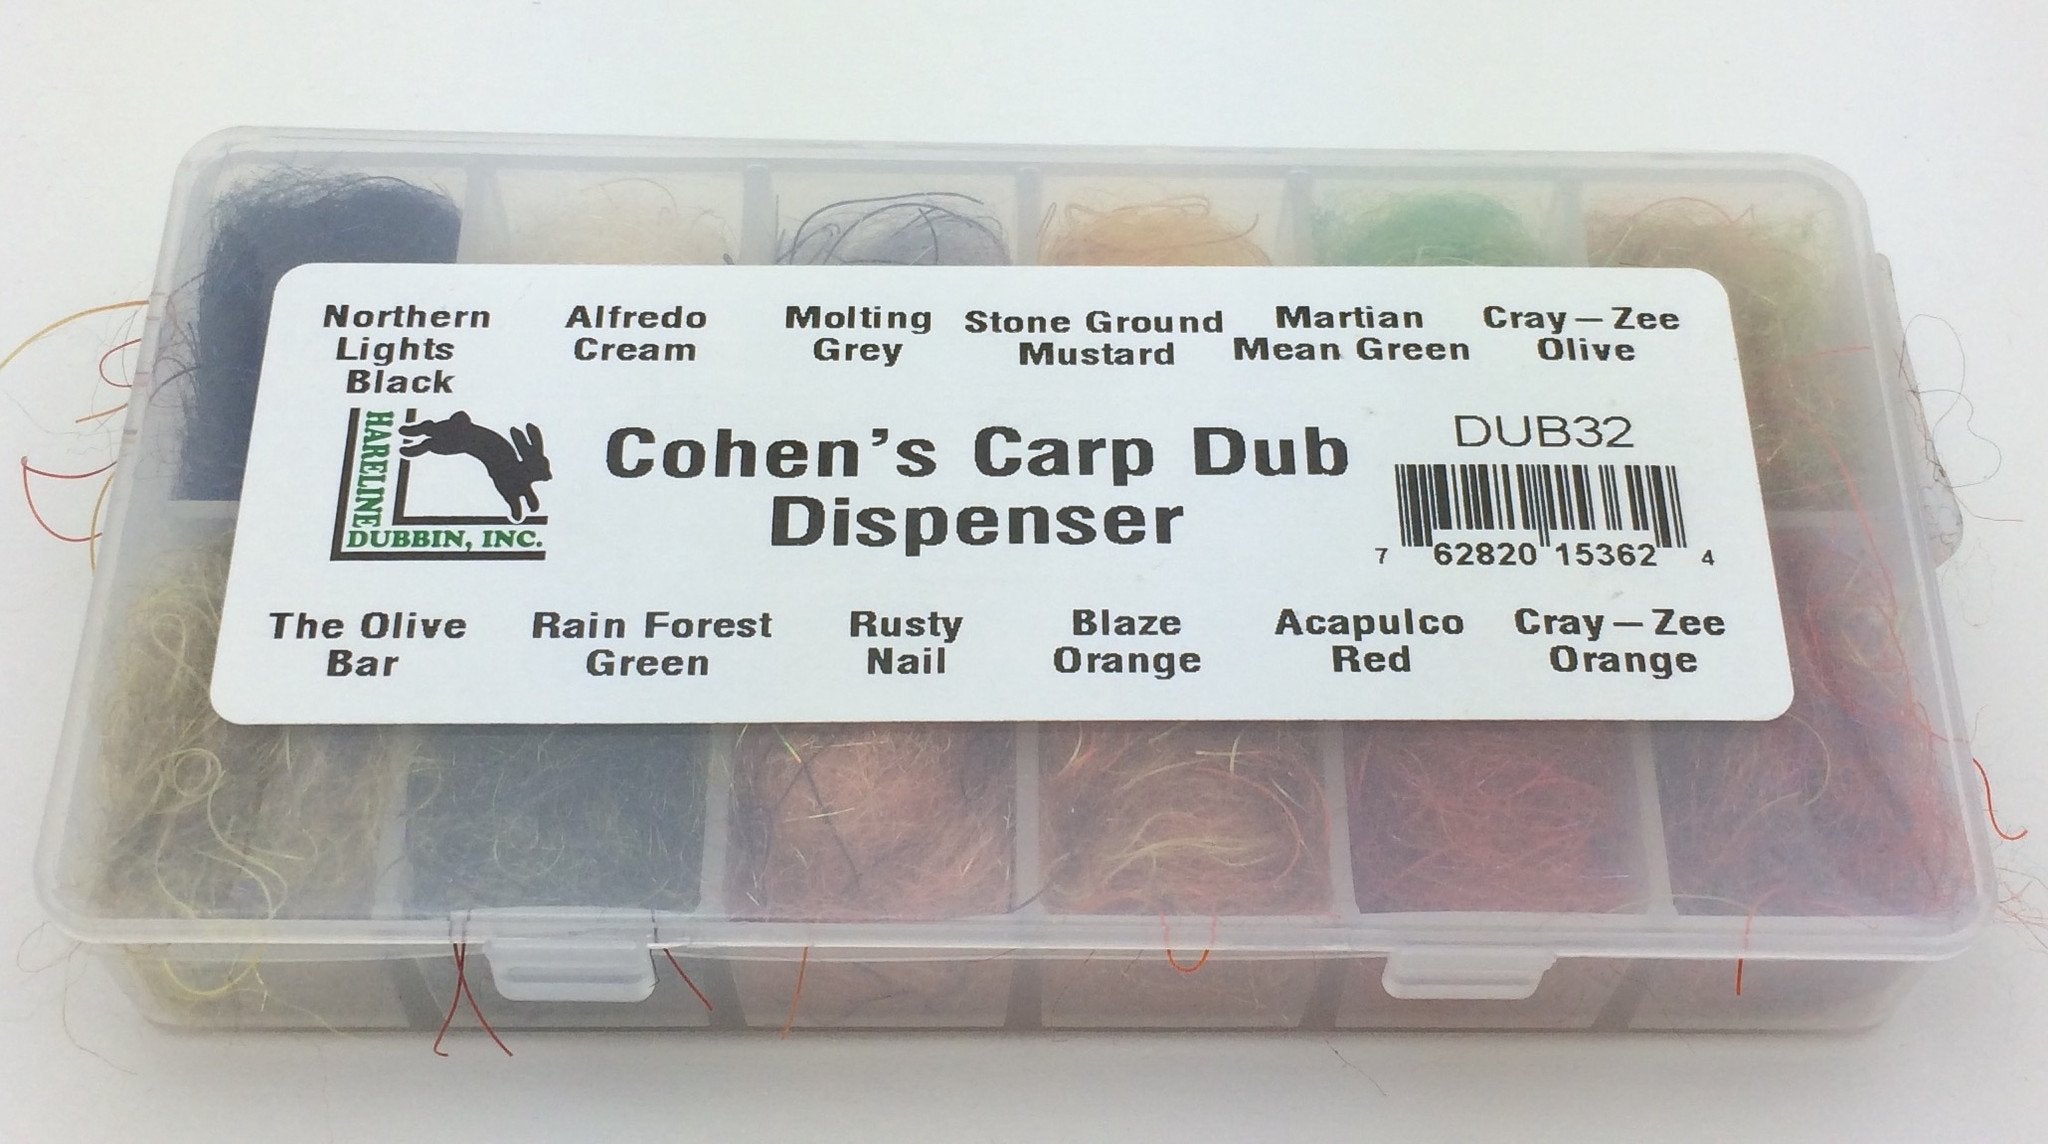 Northern Lights Black
Alfredo Cream
Molting Grey
Stone Ground Mustard
Martian Mean Green
Cray-Zee Olive
HARELINE
DUBBIN, INC.
Cohen's Carp Dub
Dispenser
DUB32
7 62820 15362 4
The Olive Bar
Rain Forest Green
Rusty Nail
Blaze Orange
Acapulco Red
Cray-Zee Orange